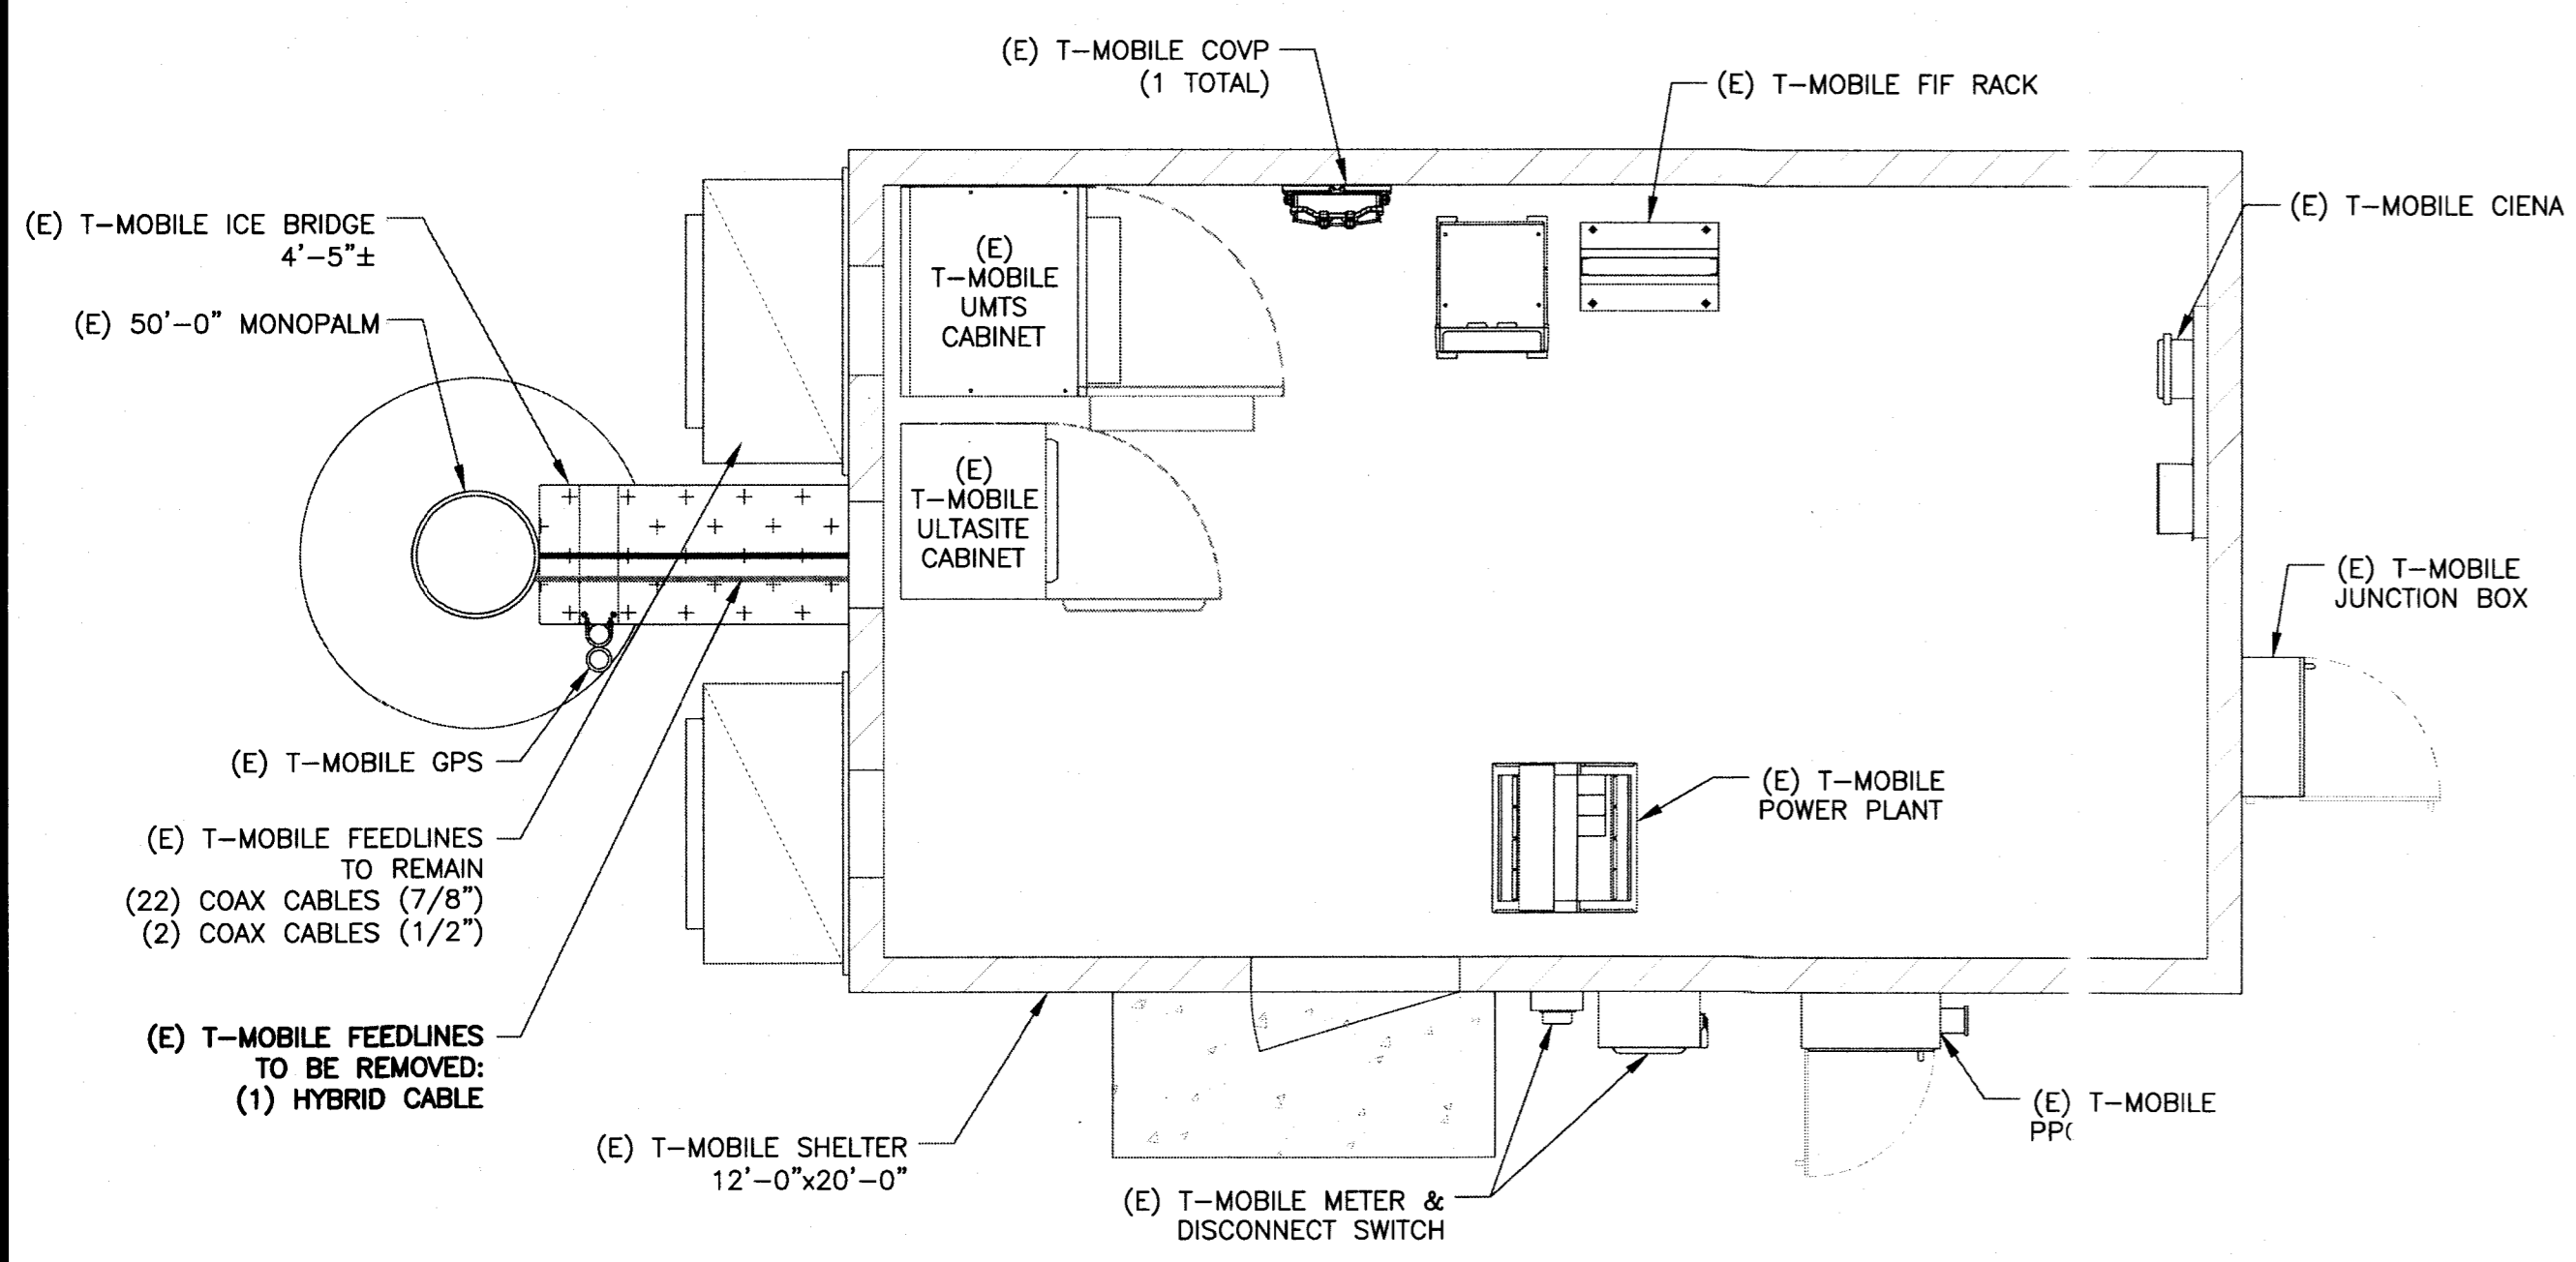 (E) T-MOBILE COVP
(1 TOTAL)
(E) T-MOBILE FIF RACK
(E) T-MOBILE CIENA
(E) T-MOBILE ICE BRIDGE
4'-5"±
(E) 50'-0" MONOPALM
(E)
T-MOBILE
UMTS
CABINET
(E)
T-MOBILE
ULTASITE
CABINET
(E) T-MOBILE
JUNCTION BOX
(E) T-MOBILE GPS
(E) T-MOBILE
POWER PLANT
(E) T-MOBILE FEEDLINES
TO REMAIN
(22) COAX CABLES (7/8")
(2) COAX CABLES (1/2")
(E) T-MOBILE FEEDLINES
TO BE REMOVED:
(1) HYBRID CABLE
(E) T-MOBILE SHELTER
12'-0"x20'-0"
(E) T-MOBILE METER &
DISCONNECT SWITCH
(E) T-MOBILE